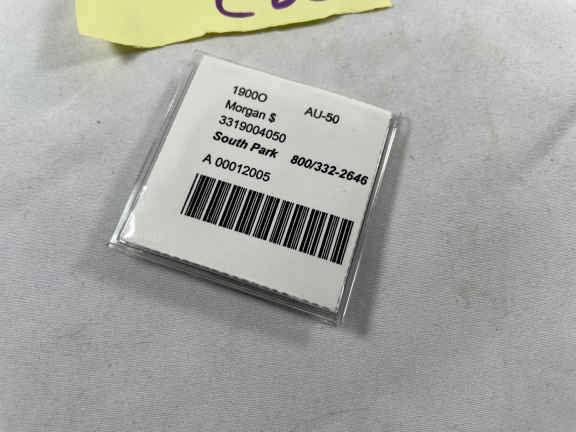 1900O AU-50
Morgan $
3319004050
South Park 800/332-2646
A 00012005